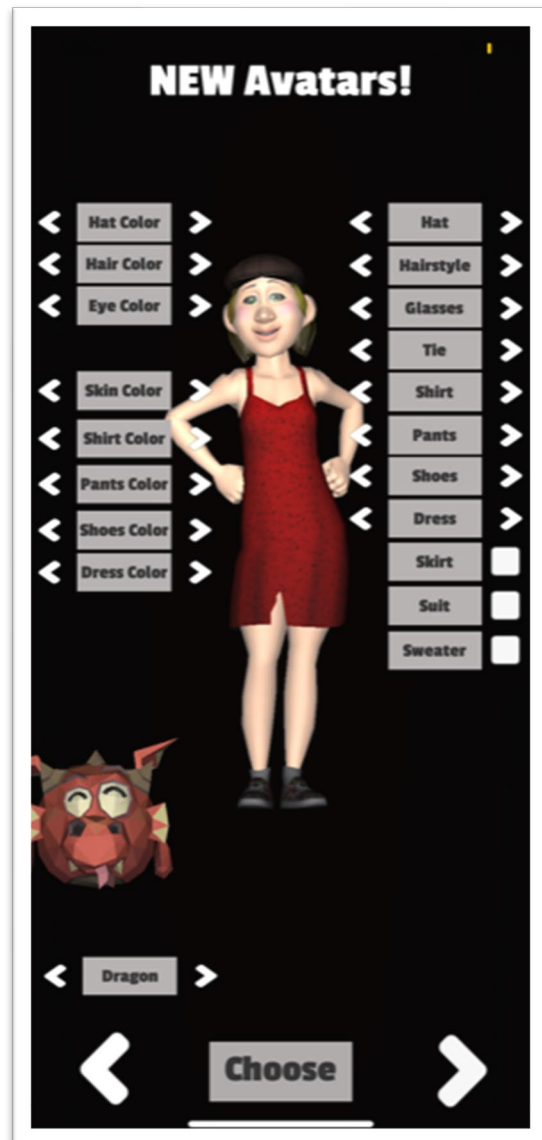 NEW Avatars!
Hat Color
Hair Color
Eye Color
Skin Color
Shirt Color
Pants Color
Shoes Color
Dress Color
Hat
Hairstyle
Glasses
Tie
Shirt
Pants
Shoes
Dress
Skirt
Suit
Sweater
Dragon
Choose